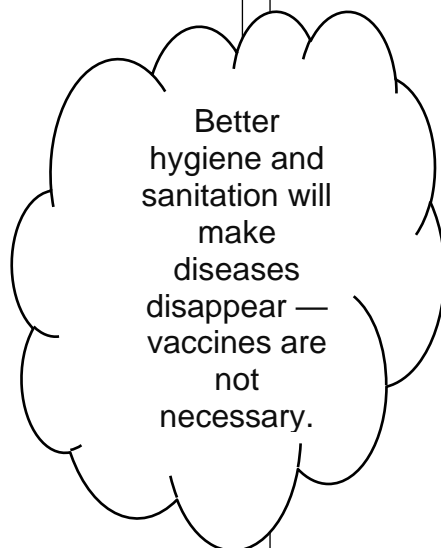 Better
hygiene and
sanitation will
make
diseases
disappear —
vaccines are
not
necessary.